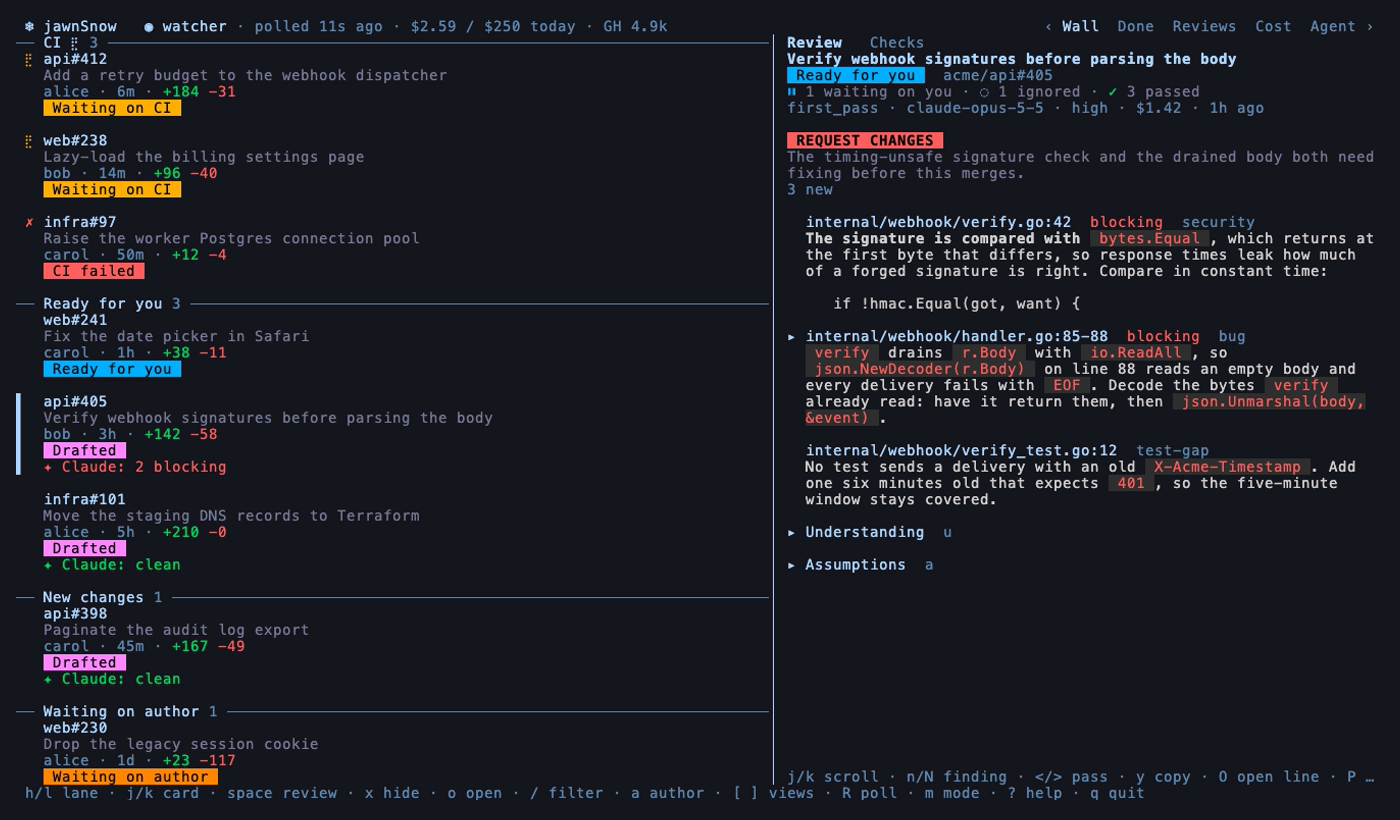 ❄ jawnSnow ◉ watcher · polled 11s ago · $2.59 / $250 today · GH 4.9k
‹ Wall Done Reviews Cost Agent ›
CI ⣟ 3
api#412
Add a retry budget to the webhook dispatcher
alice · 6m · +184 −31
Waiting on CI
web#238
Lazy-load the billing settings page
bob · 14m · +96 −40
Waiting on CI
✗ infra#97
Raise the worker Postgres connection pool
carol · 50m · +12 −4
CI failed
Ready for you 3
web#241
Fix the date picker in Safari
carol · 1h · +38 −11
Ready for you
api#405
Verify webhook signatures before parsing the body
bob · 3h · +142 −58
Drafted
✦ Claude: 2 blocking
infra#101
Move the staging DNS records to Terraform
alice · 5h · +210 −0
Drafted
✦ Claude: clean
New changes 1
api#398
Paginate the audit log export
carol · 45m · +167 −49
Drafted
✦ Claude: clean
Waiting on author 1
web#230
Drop the legacy session cookie
alice · 1d · +23 −117
Waiting on author
Review Checks
Verify webhook signatures before parsing the body
Ready for you acme/api#405
1 waiting on you · ◌ 1 ignored · ✓ 3 passed
first_pass · claude-opus-5-5 · high · $1.42 · 1h ago
REQUEST CHANGES
The timing-unsafe signature check and the drained body both need
fixing before this merges.
3 new
internal/webhook/verify.go:42 blocking security
The signature is compared with bytes.Equal , which returns at
the first byte that differs, so response times leak how much
of a forged signature is right. Compare in constant time:
if !hmac.Equal(got, want) {
▸ internal/webhook/handler.go:85-88 blocking bug
verify drains r.Body with io.ReadAll , so
json.NewDecoder(r.Body) on line 88 reads an empty body and
every delivery fails with EOF . Decode the bytes verify
already read: have it return them, then json.Unmarshal(body,
&event) .
internal/webhook/verify_test.go:12 test-gap
No test sends a delivery with an old X-Acme-Timestamp . Add
one six minutes old that expects 401 , so the five-minute
window stays covered.
▸ Understanding u
▸ Assumptions a
j/k scroll · n/N finding · </> pass · y copy · O open line · P …
h/l lane · j/k card · space review · x hide · o open · / filter · a author · [ ] views · R poll · m mode · ? help · q quit